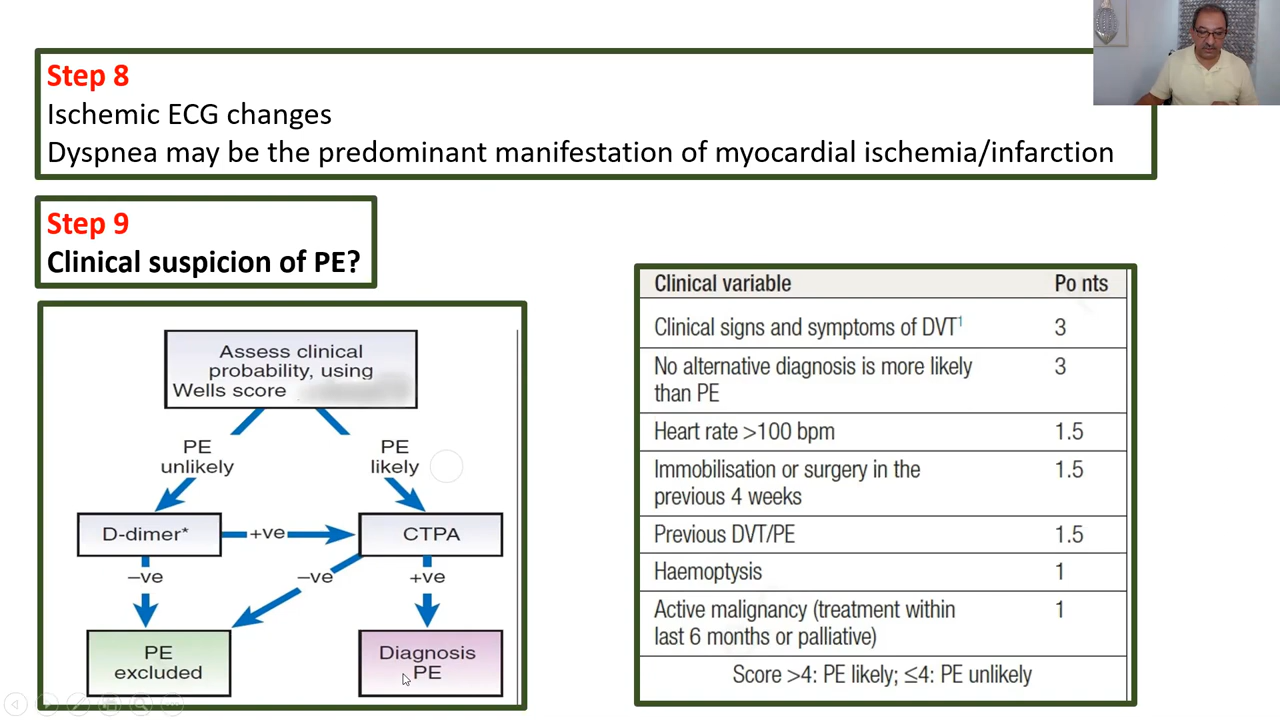 Step 8
Ischemic ECG changes
Dyspnea may be the predominant manifestation of myocardial ischemia/infarction
Step 9
Clinical suspicion of PE?
Assess clinical
probability, using
Wells score
PE
unlikely
PE
likely
D-dimer*
+ve
CTPA
–ve
–ve
+ve
PE
excluded
Diagnosis
PE
Clinical variable Po nts
Clinical signs and symptoms of DVT1 3
No alternative diagnosis is more likely 3
than PE
Heart rate >100 bpm 1.5
Immobilisation or surgery in the 1.5
previous 4 weeks
Previous DVT/PE 1.5
Haemoptysis 1
Active malignancy (treatment within 1
last 6 months or palliative)
Score >4: PE likely; ≤4: PE unlikely